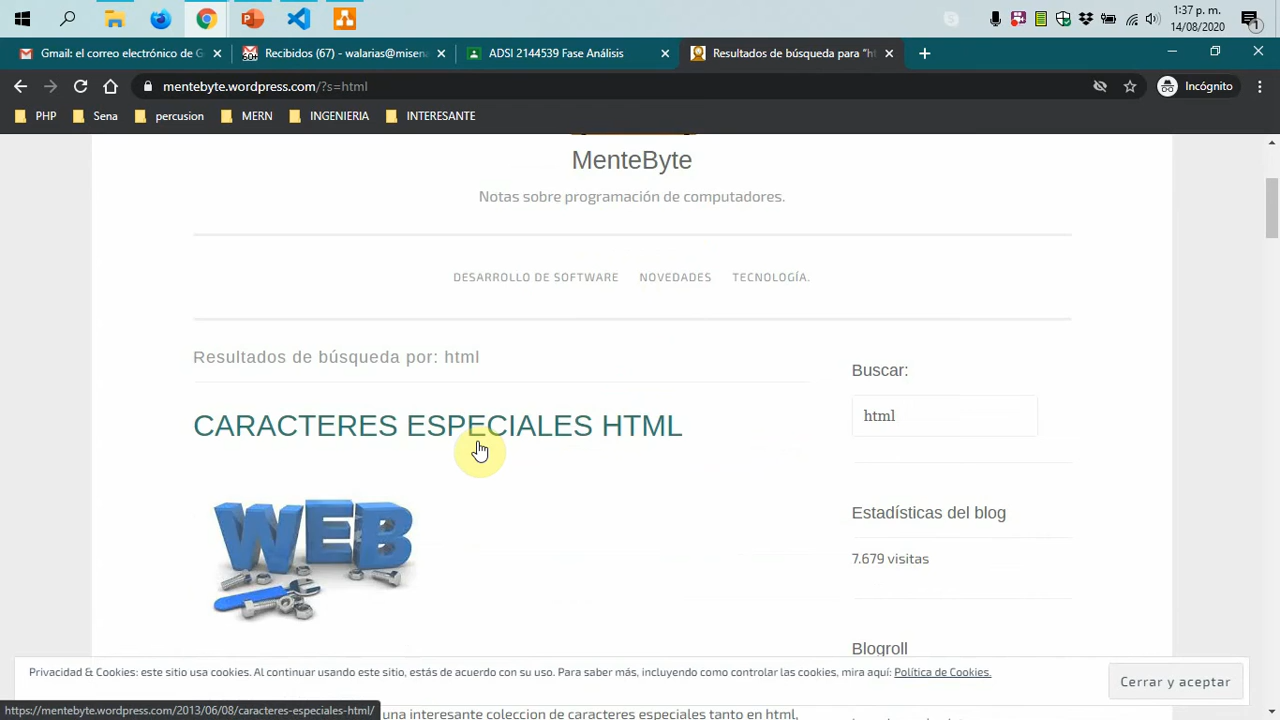 1:37 p. m.
14/08/2020
Gmail: el correo electrónico de G
Recibidos (67) - walarias@misena
ADSI 2144539 Fase Análisis
Resultados de búsqueda para “ht
mentebyte.wordpress.com/?s=html
Incógnito
PHP
Sena
percusion
MERN
INGENIERIA
INTERESANTE
MenteByte
Notas sobre programación de computadores.
DESARROLLO DE SOFTWARE
NOVEDADES
TECNOLOGÍA.
Resultados de búsqueda por: html
CARACTERES ESPECIALES HTML
WEB
Buscar:
html
Estadísticas del blog
7.679 visitas
Blogroll
Privacidad & Cookies: este sitio usa cookies. Al continuar usando este sitio, estás de acuerdo con su uso. Para saber más, incluyendo como controlar las cookies, mira aquí: Política de Cookies.
Cerrar y aceptar
https://mentebyte.wordpress.com/2013/06/08/caracteres-especiales-html/
una interesante coleccion de caracteres especiales tanto en html,